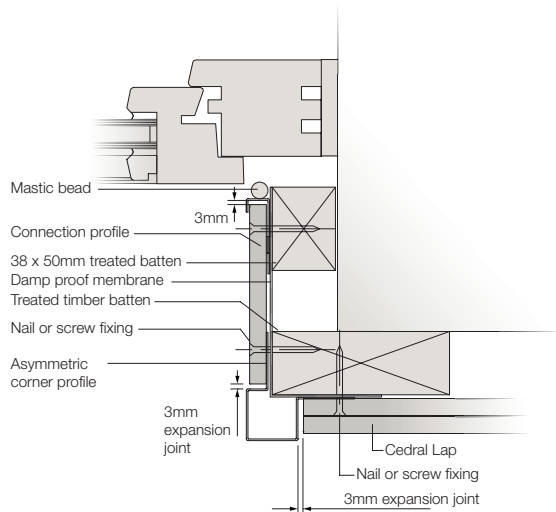 Mastic bead
3mm
Connection profile
38 x 50mm treated batten
Damp proof membrane
Treated timber batten
Nail or screw fixing
Asymmetric
corner profile
3mm
expansion
joint
Cedral Lap
Nail or screw fixing
3mm expansion joint